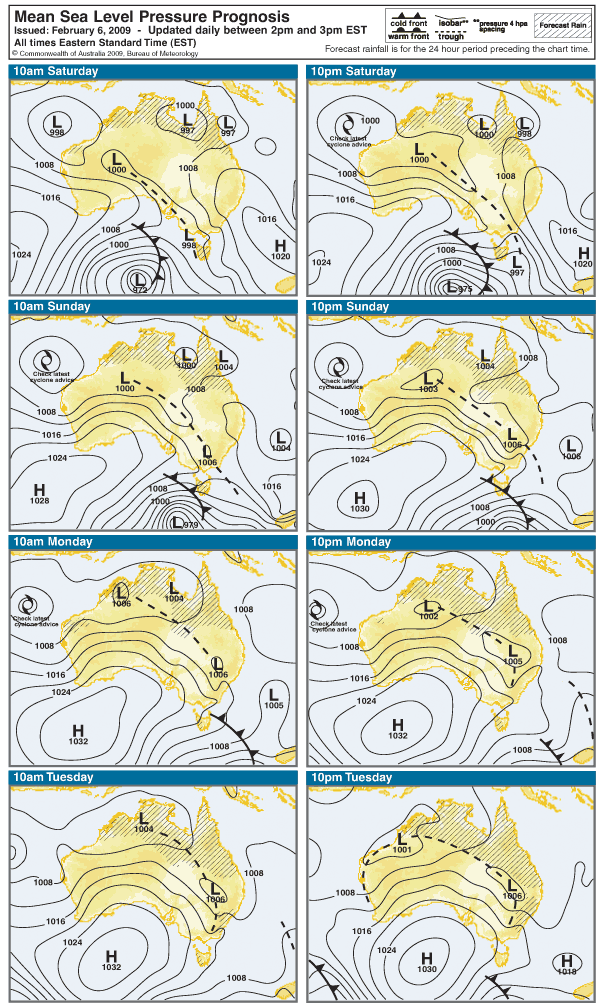 Mean Sea Level Pressure Prognosis
Issued: February 6, 2009 - Updated daily between 2pm and 3pm EST
All times Eastern Standard Time (EST)
© Commonwealth of Australia 2009, Bureau of Meteorology
cold front
warm front
isobar**
trough
**pressure 4 hpa
spacing
Forecast Rain
Forecast rainfall is for the 24 hour period preceding the chart time.
10am Saturday
1000
L 998
L 997
L 997
1008
L 1000
1008
1016
1008
1000
L 998
1016
H 1020
1024
L 972
10pm Saturday
1000
Check latest
cyclone advice
L 1000
L 998
L 1000
1008
1008
1016
1016
1008
1000
L 997
H 1020
1024
L 975
10am Sunday
Check latest
cyclone advice
L 1000
L 1004
L 1000
1008
1008
1016
1024
L 1006
L 1004
H 1028
1008
1000
1016
L 979
10pm Sunday
Check latest
cyclone advice
L 1004
1008
L 1003
1008
1016
1024
L 1006
L 1006
H 1030
1008
1000
10am Monday
Check latest
cyclone advice
L 1006
L 1004
1008
1008
1016
1024
L 1006
L 1005
H 1032
1008
10pm Monday
Check latest
cyclone advice
L 1002
1008
1008
L 1005
1016
1024
H 1032
1008
10am Tuesday
L 1004
1008
1008
L 1006
1016
1024
H 1032
1008
10pm Tuesday
L 1001
1008
L 1006
1016
1024
H 1030
H 1018